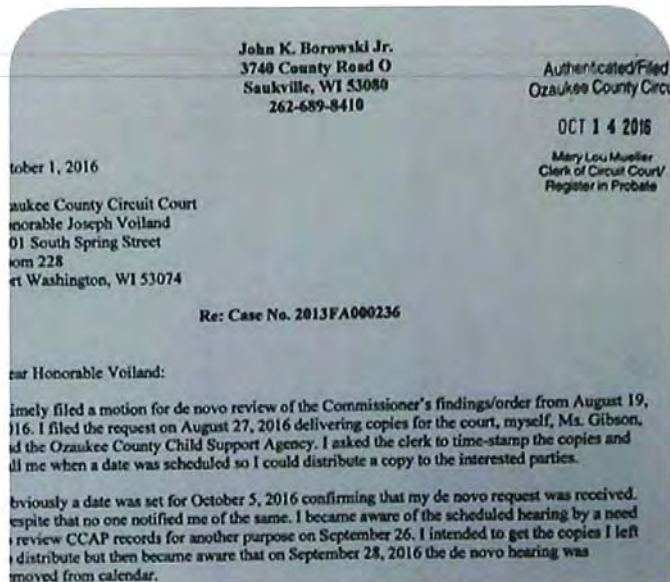 John K. Borowski Jr.
3740 County Road O
Saukville, WI 53080
262-689-8410
Authenticated/Filed
Ozaukee County Circu
OCT 14 2016
Mary Lou Mueller
Clerk of Circuit Court/
Register in Probate
tober 1, 2016
aukee County Circuit Court
norable Joseph Voiland
01 South Spring Street
om 228
rt Washington, WI 53074
Re: Case No. 2013FA000236
ear Honorable Voiland:
imely filed a motion for de novo review of the Commissioner's findings/order from August 19,
016. I filed the request on August 27, 2016 delivering copies for the court, myself, Ms. Gibson,
d the Ozaukee County Child Support Agency. I asked the clerk to time-stamp the copies and
ll me when a date was scheduled so I could distribute a copy to the interested parties.
bviously a date was set for October 5, 2016 confirming that my de novo request was received.
espite that no one notified me of the same. I became aware of the scheduled hearing by a need
review CCAP records for another purpose on September 26. I intended to get the copies I left
distribute but then became aware that on September 28, 2016 the de novo hearing was
moved from calendar.